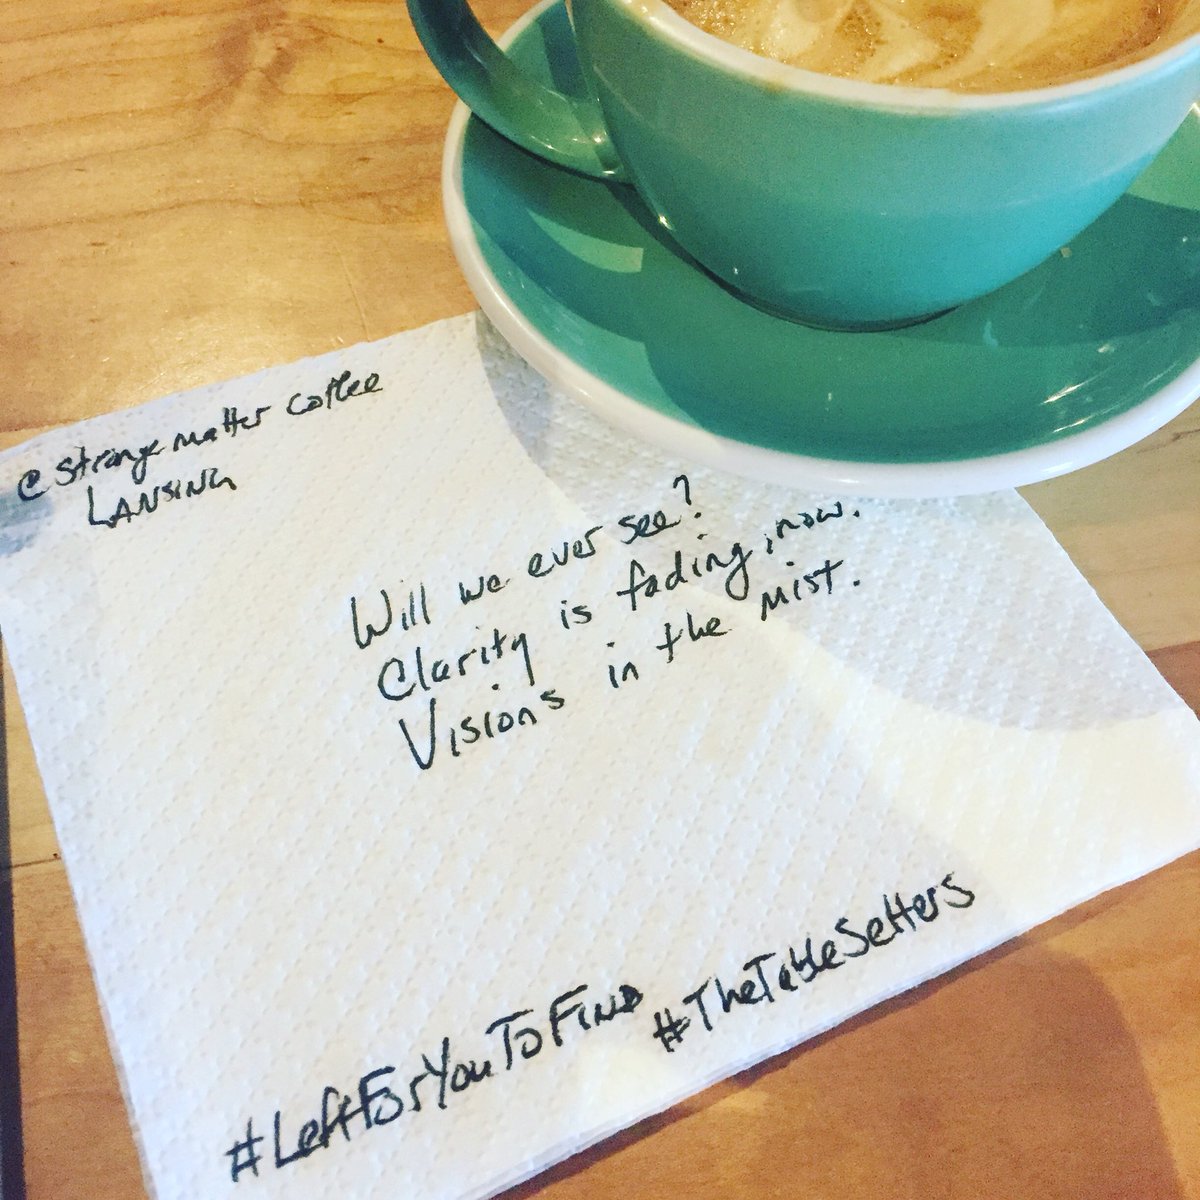 @ Strange Matter Coffee
LANSING
Will we ever see?
Clarity is fading, now.
Visions in the mist.
#LeftForYouToFIND
#TheTableSetters